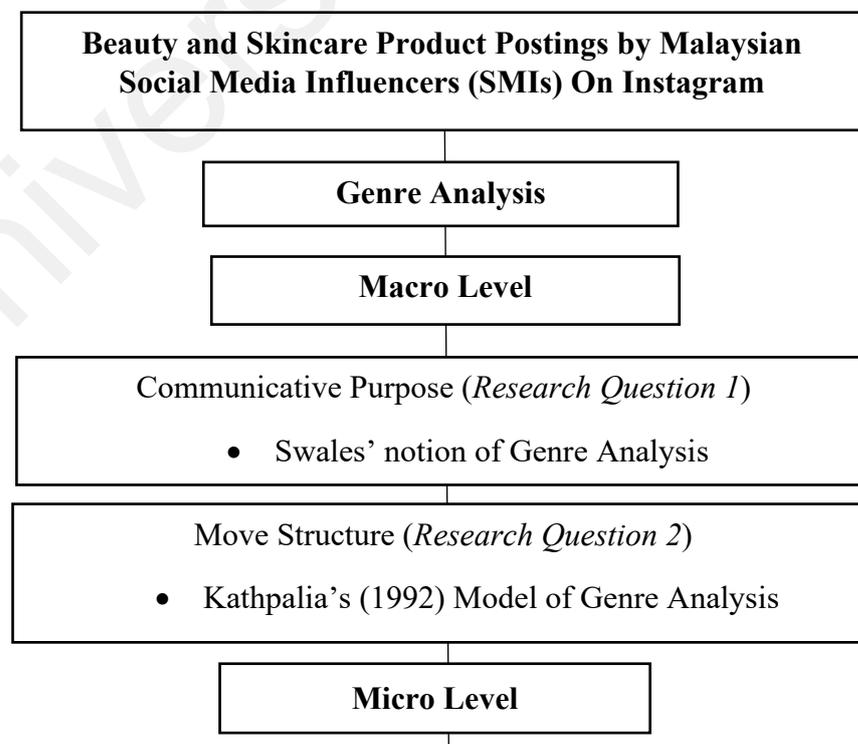 Beauty and Skincare Product Postings by Malaysian
Social Media Influencers (SMIs) On Instagram
Genre Analysis
Macro Level
Communicative Purpose (Research Question 1)
• Swales’ notion of Genre Analysis
Move Structure (Research Question 2)
• Kathpalia’s (1992) Model of Genre Analysis
Micro Level